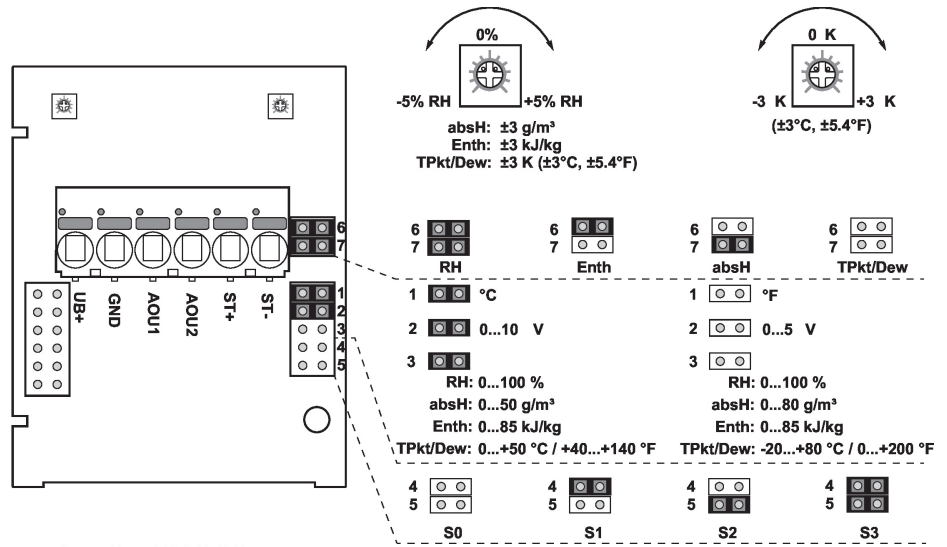 0%
-5% RH +5% RH
absH: ±3 g/m³
Enth: ±3 kJ/kg
TPkt/Dew: ±3 K (±3°C, ±5.4°F)
0 K
-3 K +3 K
(±3°C, ±5.4°F)
6
7
UB+
GND
AOU1
AOU2
ST+
ST-
1
2
3
4
5
6
7
RH
6
7
Enth
6
7
absH
6
7
TPkt/Dew
1 °C
2 0...10 V
3
RH: 0...100 %
absH: 0...50 g/m³
Enth: 0...85 kJ/kg
TPkt/Dew: 0...+50 °C / +40...+140 °F
1 °F
2 0...5 V
3
RH: 0...100 %
absH: 0...80 g/m³
Enth: 0...85 kJ/kg
TPkt/Dew: -20...+80 °C / 0...+200 °F
4
5
S0
4
5
S1
4
5
S2
4
5
S3